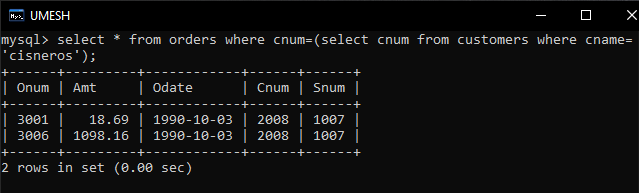 UMESH
mysql> select * from orders where cnum=(select cnum from customers where cname=
'cisneros');
+------+---------+------------+------+------+
| Onum | Amt     | Odate      | Cnum | Snum |
+------+---------+------------+------+------+
| 3001 |   18.69 | 1990-10-03 | 2008 | 1007 |
| 3006 | 1098.16 | 1990-10-03 | 2008 | 1007 |
+------+---------+------------+------+------+
2 rows in set (0.00 sec)